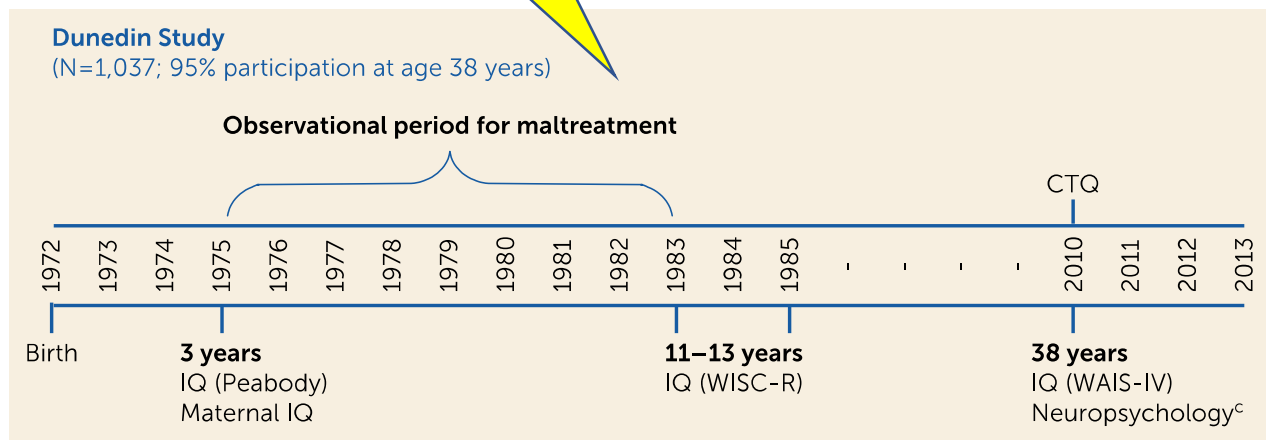 Dunedin Study
(N=1,037; 95% participation at age 38 years)
Observational period for maltreatment
CTQ
1972 1973 1974 1975 1976 1977 1978 1979 1980 1981 1982 1983 1984 1985 - - - - 2010 2011 2012 2013
Birth 3 years 11–13 years 38 years
IQ (Peabody) IQ (WISC-R) IQ (WAIS-IV)
Maternal IQ Neuropsychologyᶜ